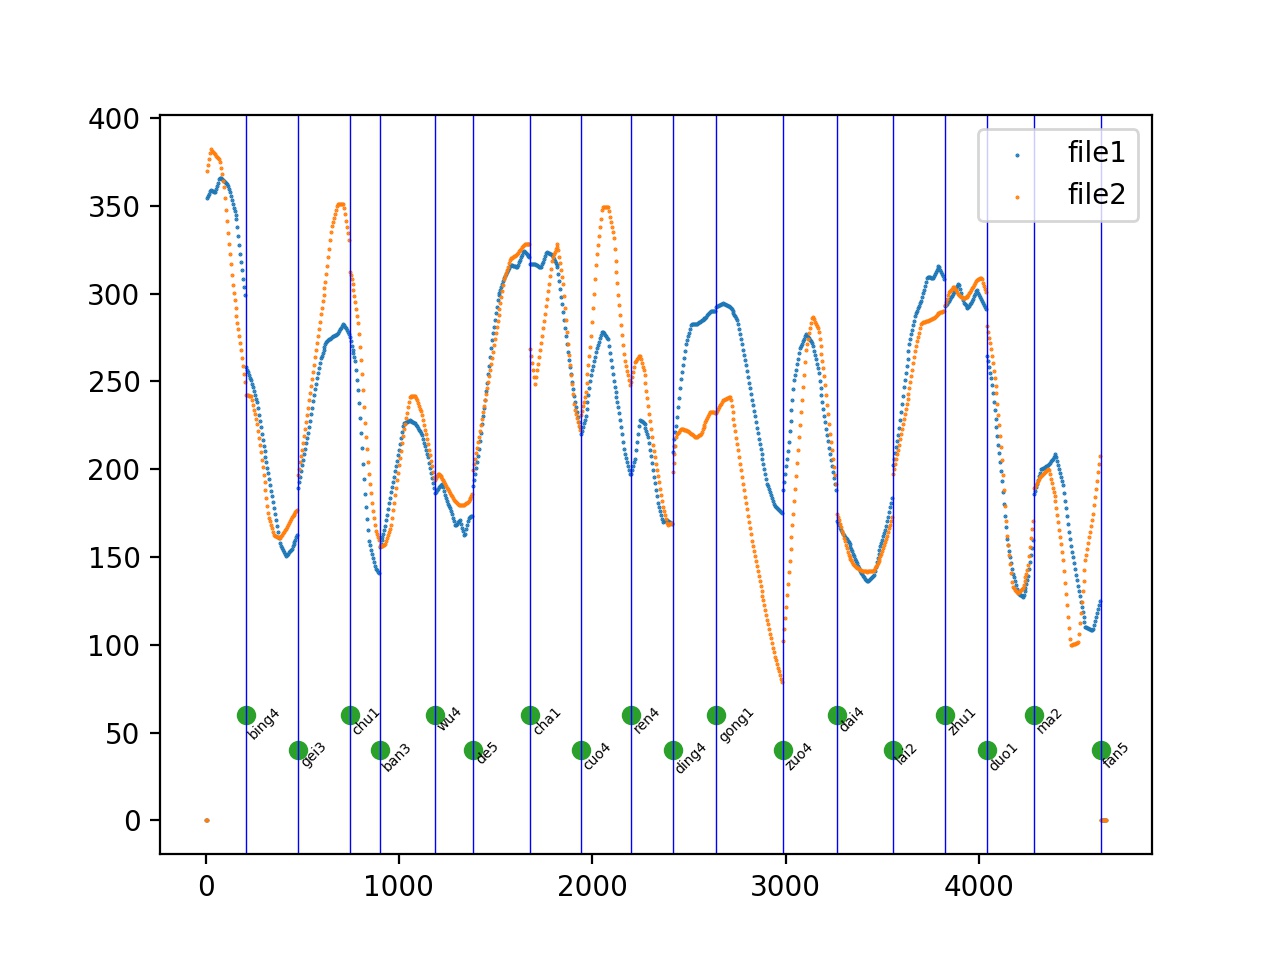 400
350
300
250
200
150
100
50
0
0 1000 2000 3000 4000
file1
file2
bing4
gei3
chu1
ban3
wu4
de5
cha1
cuo4
ren4
ding4
gong1
zuo4
dai4
lai2
zhu1
duo1
ma2
fan5